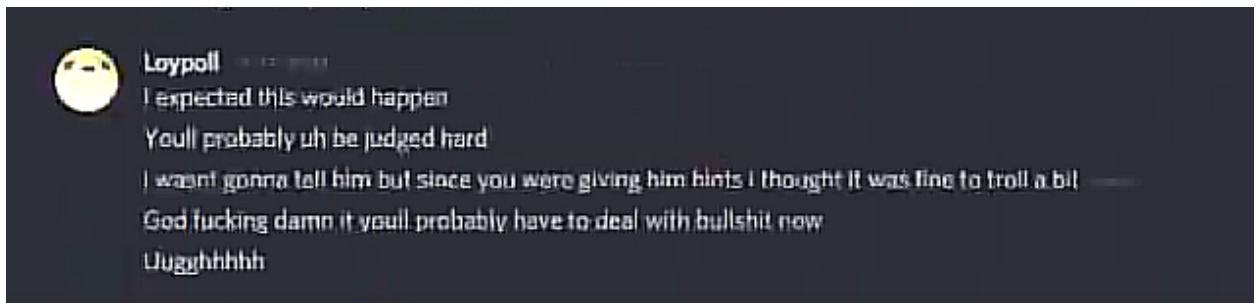 Loypoll
I expected this would happen
Youll probably uh be judged hard
I wasnt gonna tell him but since you were giving him hints i thought it was fine to troll a bit
God fucking damn it youll probably have to deal with bullshit now
Uugghhhhh